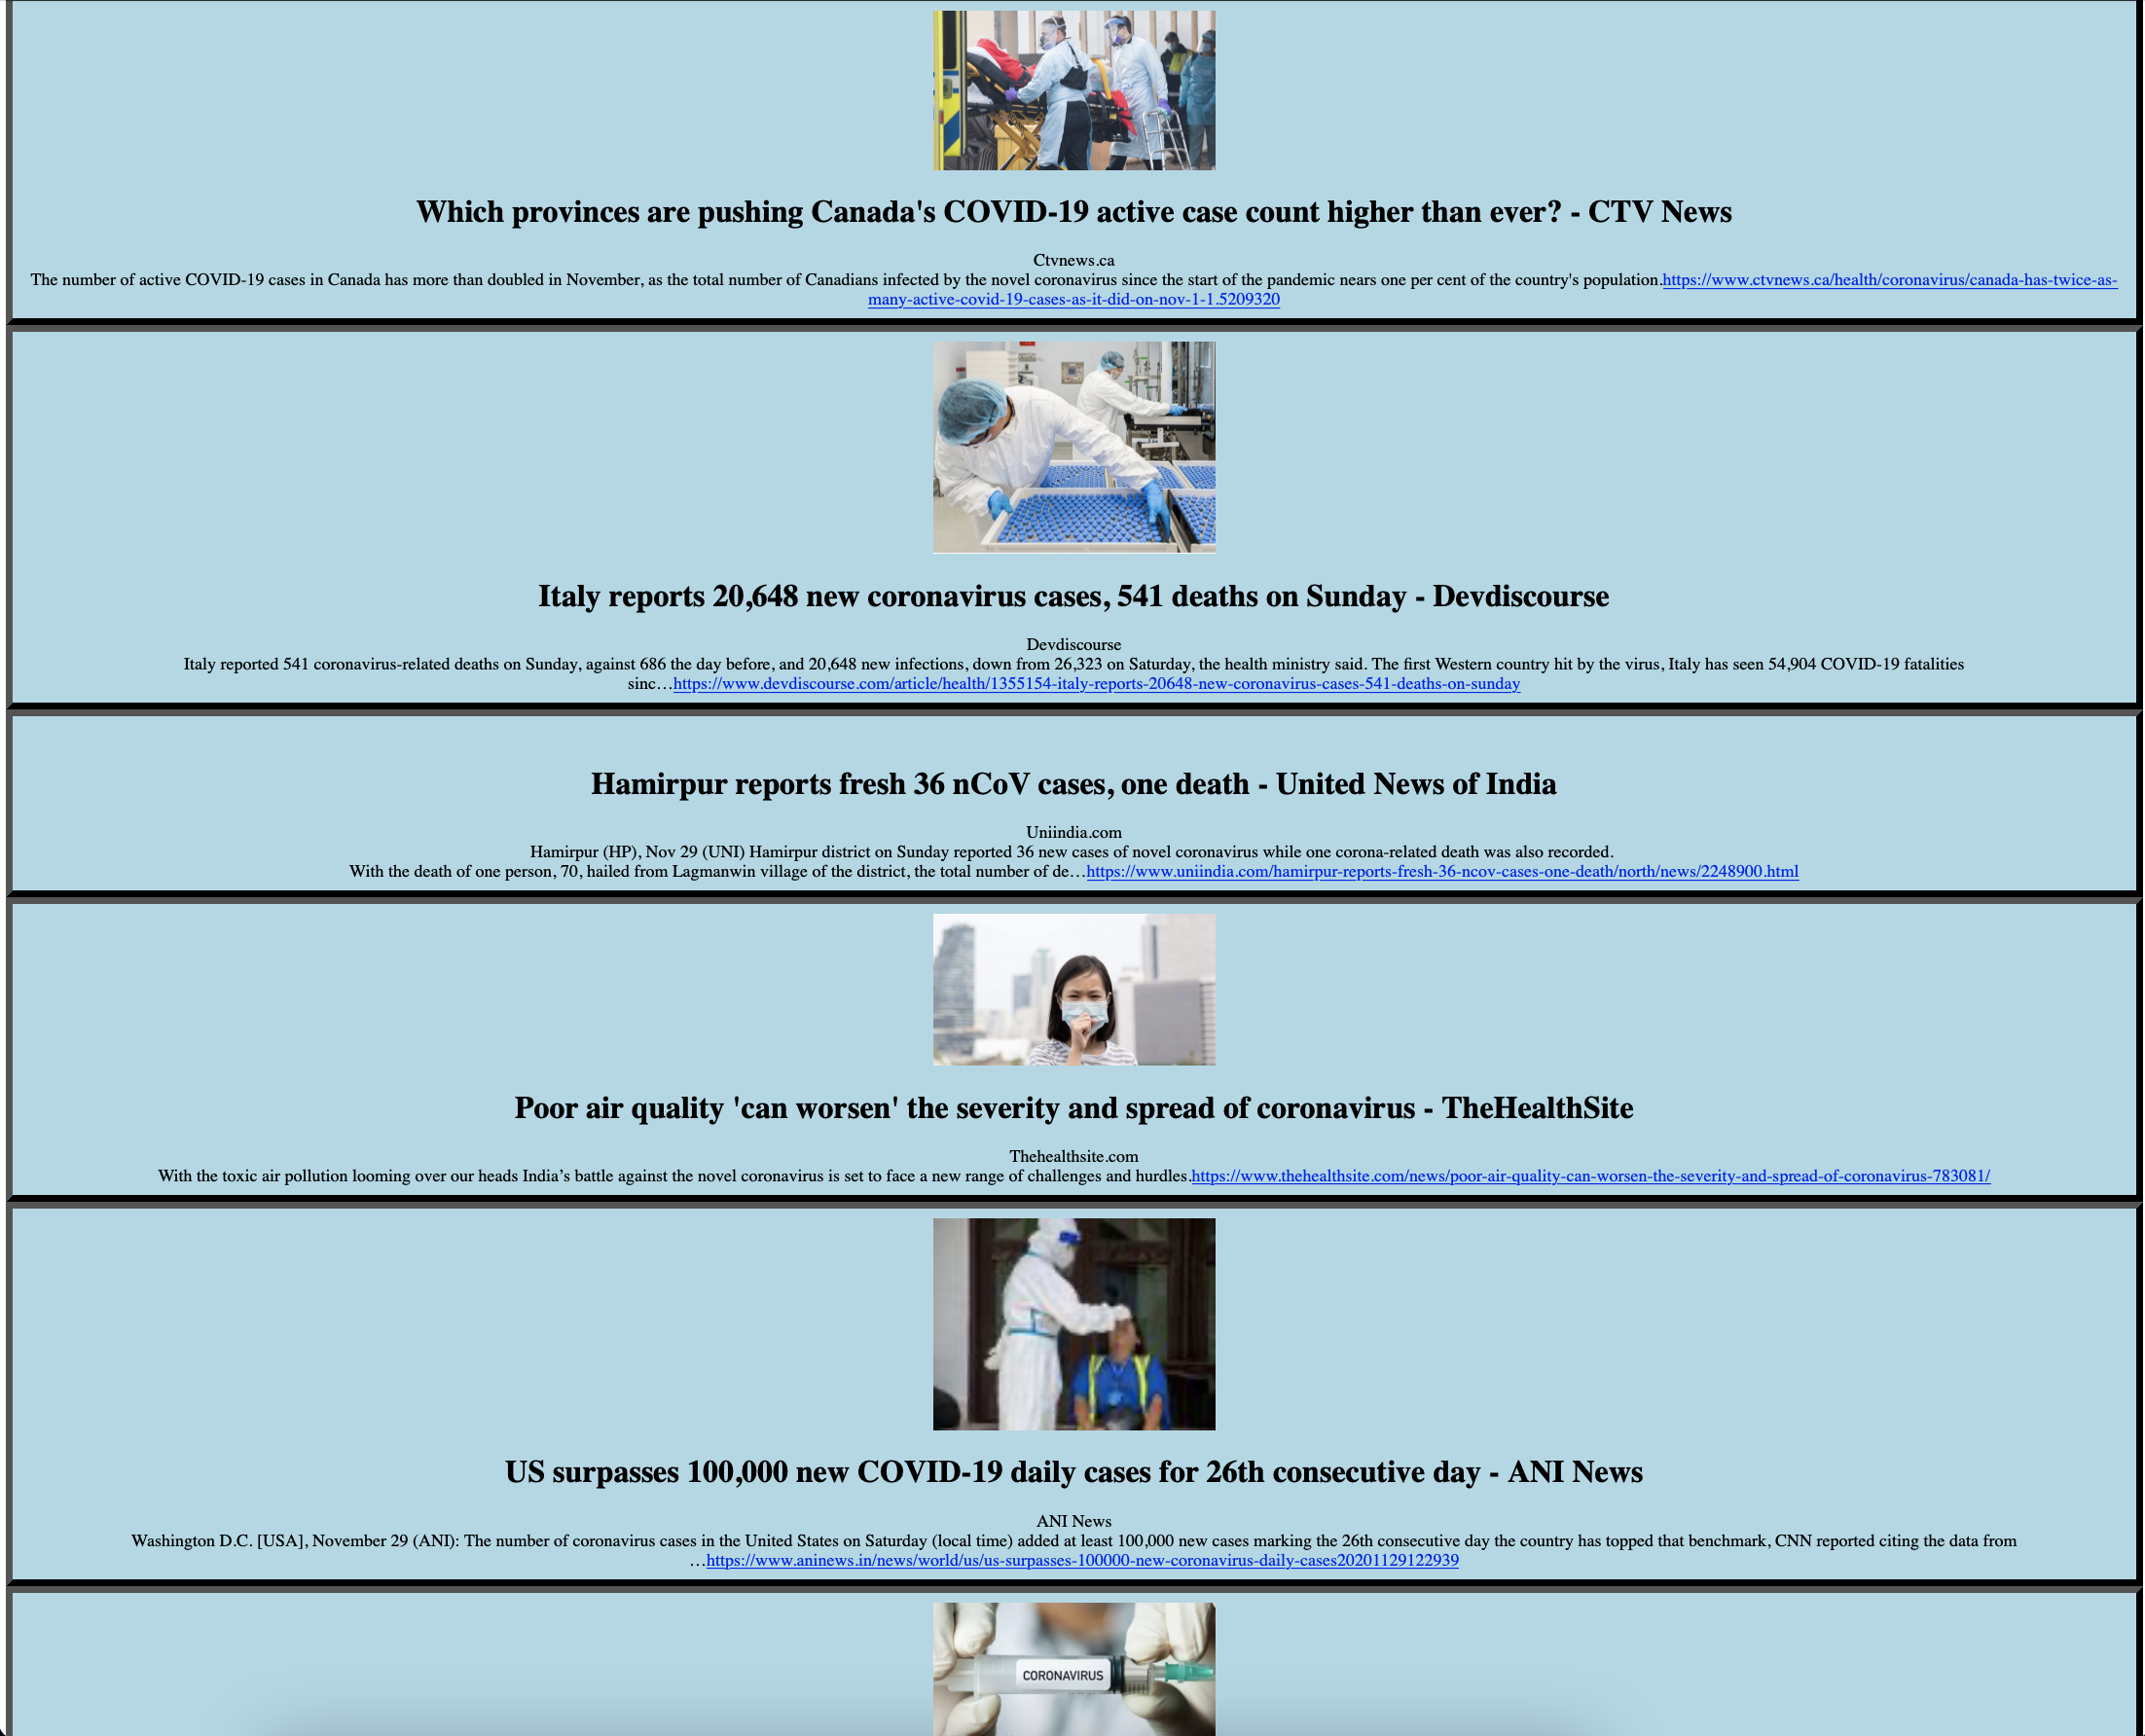 Which provinces are pushing Canada's COVID-19 active case count higher than ever? - CTV News
Ctvnews.ca
The number of active COVID-19 cases in Canada has more than doubled in November, as the total number of Canadians infected by the novel coronavirus since the start of the pandemic nears one per cent of the country's population.https://www.ctvnews.ca/health/coronavirus/canada-has-twice-as-
many-active-covid-19-cases-as-it-did-on-nov-1-1.5209320
Italy reports 20,648 new coronavirus cases, 541 deaths on Sunday - Devdiscourse
Devdiscourse
Italy reported 541 coronavirus-related deaths on Sunday, against 686 the day before, and 20,648 new infections, down from 26,323 on Saturday, the health ministry said. The first Western country hit by the virus, Italy has seen 54,904 COVID-19 fatalities
sinc…https://www.devdiscourse.com/article/health/1355154-italy-reports-20648-new-coronavirus-cases-541-deaths-on-sunday
Hamirpur reports fresh 36 nCoV cases, one death - United News of India
Uniindia.com
Hamirpur (HP), Nov 29 (UNI) Hamirpur district on Sunday reported 36 new cases of novel coronavirus while one corona-related death was also recorded.
With the death of one person, 70, hailed from Lagmanwin village of the district, the total number of de…https://www.uniindia.com/hamirpur-reports-fresh-36-ncov-cases-one-death/north/news/2248900.html
Poor air quality 'can worsen' the severity and spread of coronavirus - TheHealthSite
Thehealthsite.com
With the toxic air pollution looming over our heads India’s battle against the novel coronavirus is set to face a new range of challenges and hurdles.https://www.thehealthsite.com/news/poor-air-quality-can-worsen-the-severity-and-spread-of-coronavirus-783081/
US surpasses 100,000 new COVID-19 daily cases for 26th consecutive day - ANI News
ANI News
Washington D.C. [USA], November 29 (ANI): The number of coronavirus cases in the United States on Saturday (local time) added at least 100,000 new cases marking the 26th consecutive day the country has topped that benchmark, CNN reported citing the data from
…https://www.aninews.in/news/world/us/us-surpasses-100000-new-coronavirus-daily-cases20201129122939
CORONAVIRUS